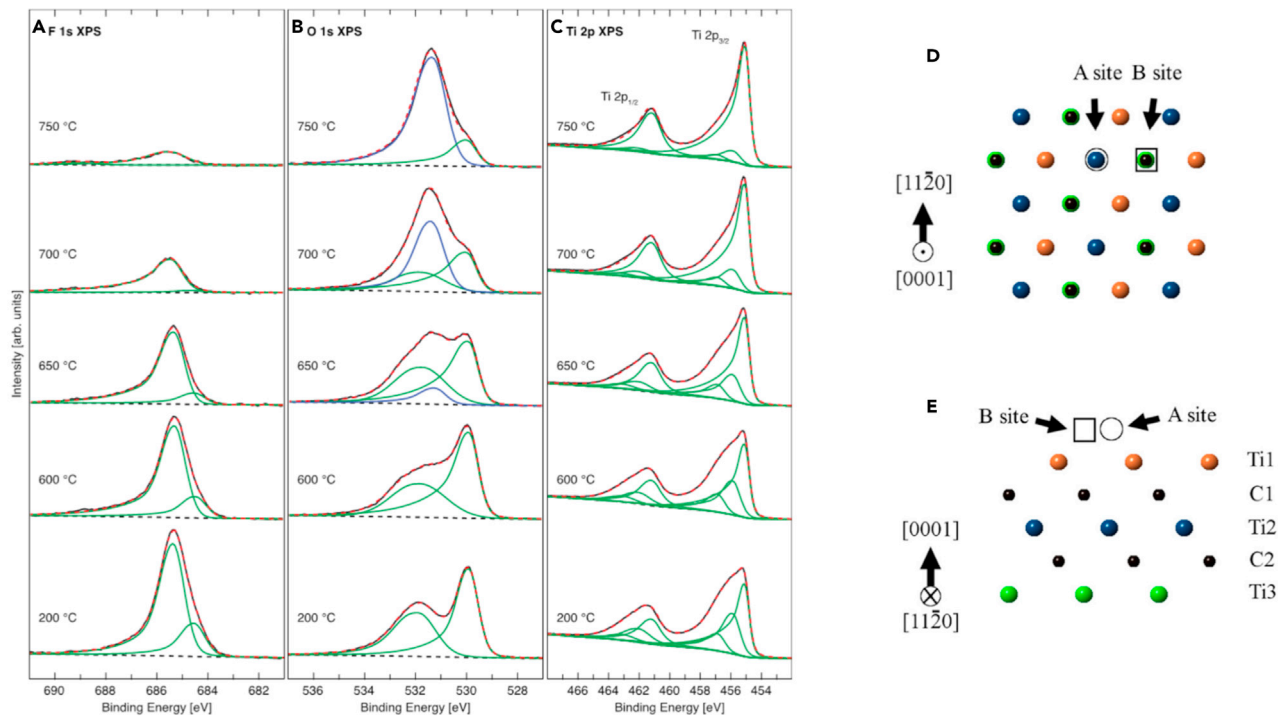 A F 1s XPS
750 °C
700 °C
650 °C
600 °C
200 °C
Intensity [arb. units]
690 688 686 684 682
Binding Energy [eV]
B O 1s XPS
750 °C
700 °C
650 °C
600 °C
200 °C
536 534 532 530 528
Binding Energy [eV]
C Ti 2p XPS
Ti 2p3/2
Ti 2p1/2
750 °C
700 °C
650 °C
600 °C
200 °C
466 464 462 460 458 456 454
Binding Energy [eV]
D
A site B site
[112̄0]
[0001]
E
B site A site
Ti1
C1
[0001] Ti2
C2
[112̄0] Ti3